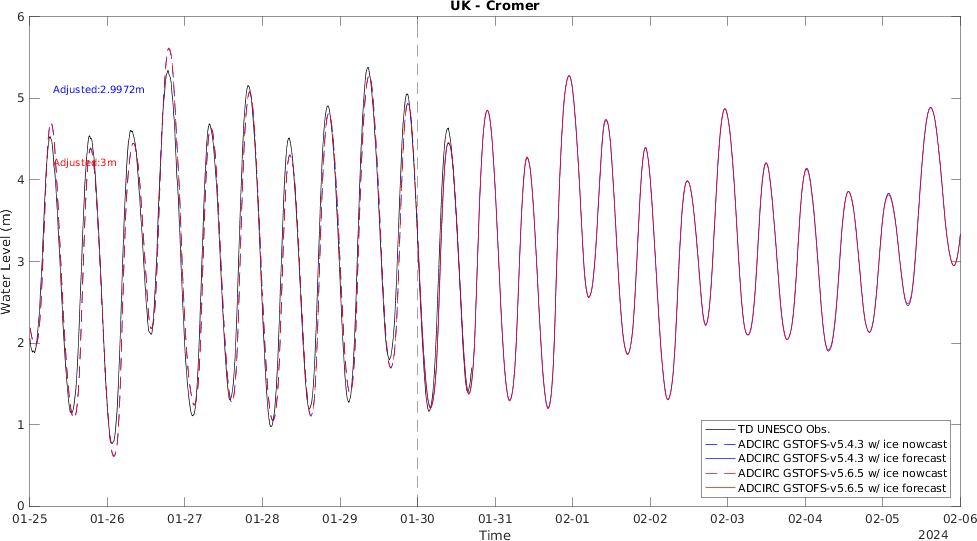 UK - Cromer
6
5
4
3
2
1
0
Water Level (m)
Adjusted:2.9972m
Adjusted:3m
TD UNESCO Obs.
ADCIRC GSTOFS-v5.4.3 w/ ice nowcast
ADCIRC GSTOFS-v5.4.3 w/ ice forecast
ADCIRC GSTOFS-v5.6.5 w/ ice nowcast
ADCIRC GSTOFS-v5.6.5 w/ ice forecast
01-25 01-26 01-27 01-28 01-29 01-30 01-31 02-01 02-02 02-03 02-04 02-05 02-06
Time
2024